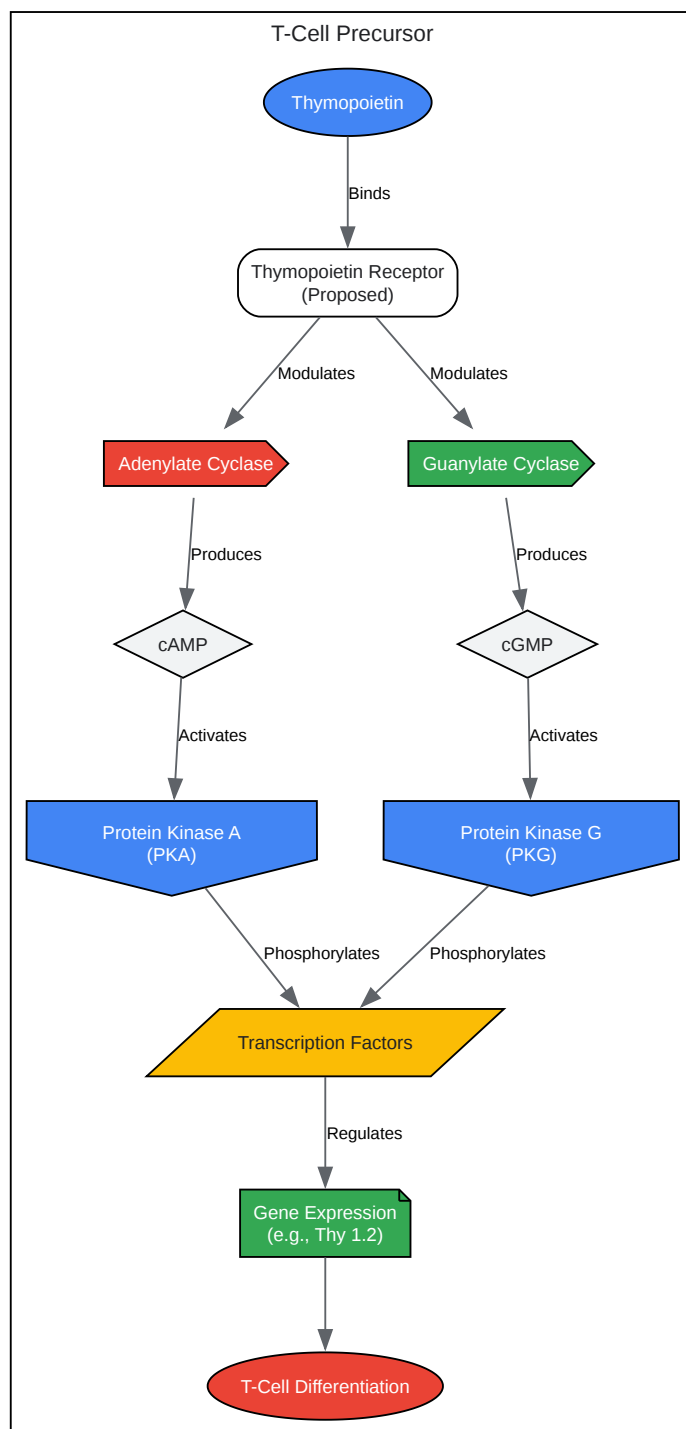 T-Cell Precursor
Thymopoietin
Binds
Thymopoietin Receptor
(Proposed)
Modulates
Modulates
Adenylate Cyclase
Guanylate Cyclase
Produces
Produces
cAMP
cGMP
Activates
Activates
Protein Kinase A
(PKA)
Protein Kinase G
(PKG)
Phosphorylates
Phosphorylates
Transcription Factors
Regulates
Gene Expression
(e.g., Thy 1.2)
T-Cell Differentiation